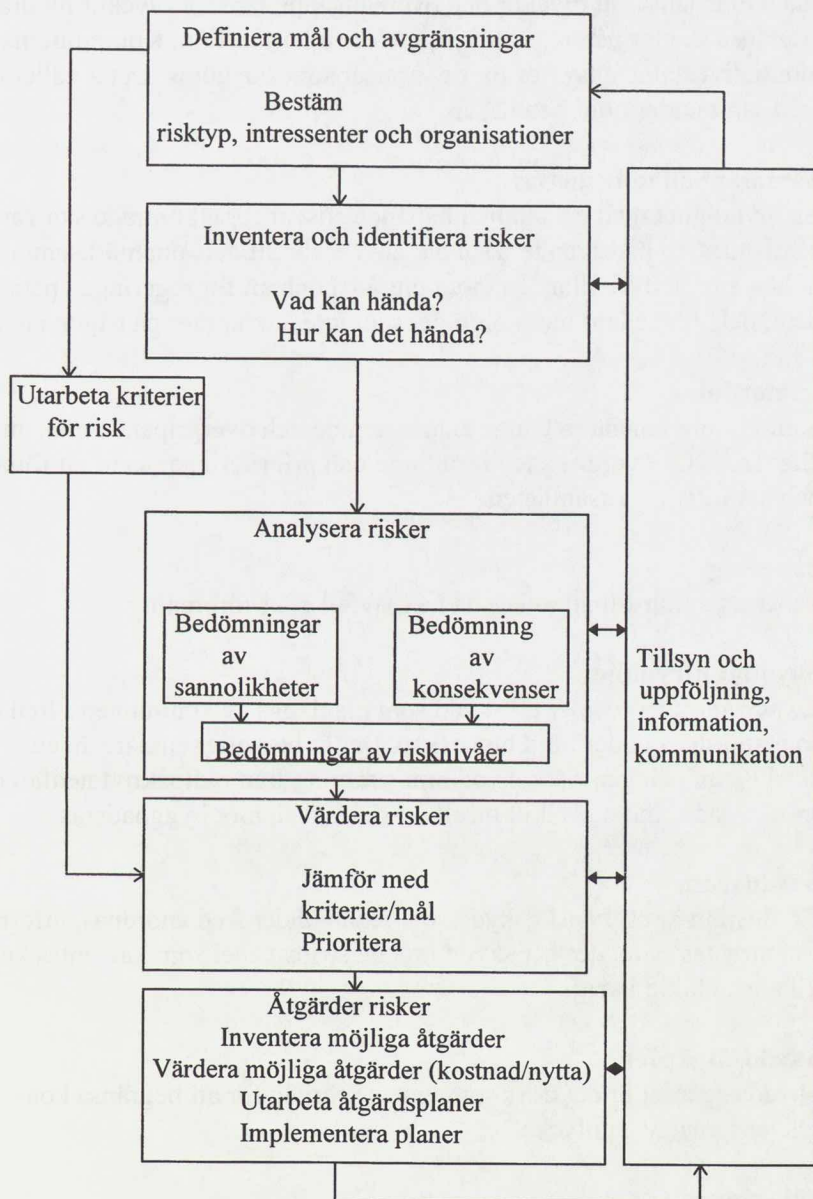 Definiera mål och avgränsningar
Bestäm
risktyp, intressenter och organisationer
Inventera och identifiera risker
Vad kan hända?
Hur kan det hända?
Utarbeta kriterier
för risk
Analysera risker
Bedömningar
av
sannolikheter
Bedömning
av
konsekvenser
Bedömningar av risknivåer
Tillsyn och
uppföljning,
information,
kommunikation
Värdera risker
Jämför med
kriterier/mål
Prioritera
Åtgärder risker
Inventera möjliga åtgärder
Värdera möjliga åtgärder (kostnad/nytta)
Utarbeta åtgärdsplaner
Implementera planer